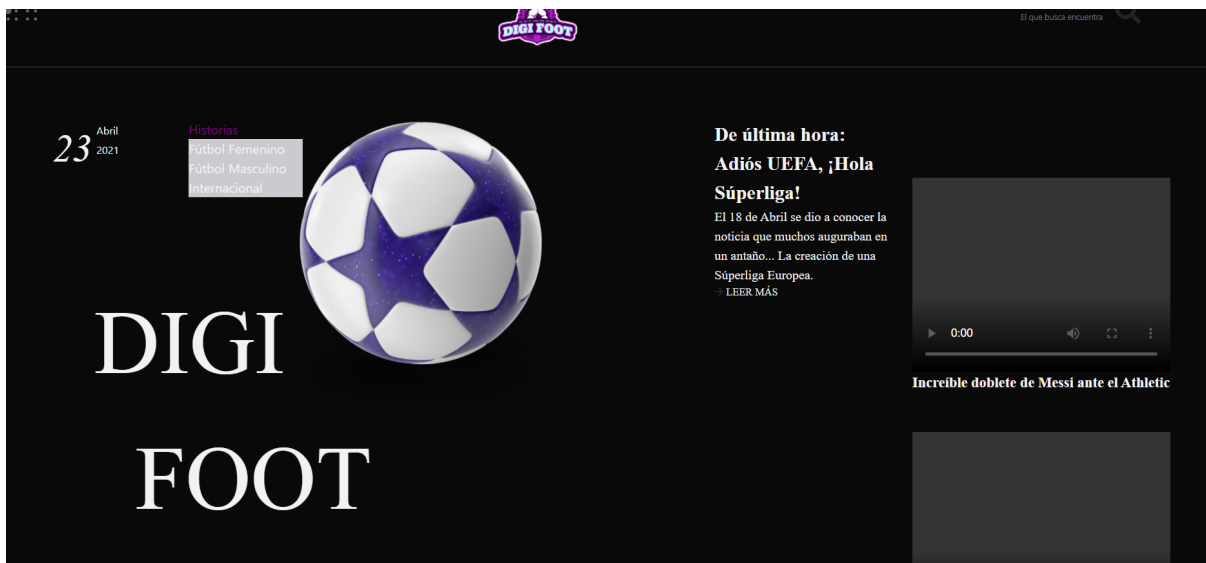 DIGI FOOT
El que busca encuentra
23
Abril
2021
Historias
Fútbol Femenino
Fútbol Masculino
Internacional
DIGI
FOOT
De última hora:
Adiós UEFA, ¡Hola
Súperliga!
El 18 de Abril se dio a conocer la
noticia que muchos auguraban en
un antaño... La creación de una
Súperliga Europea.
→ LEER MÁS
0:00
Increíble doblete de Messi ante el Athletic